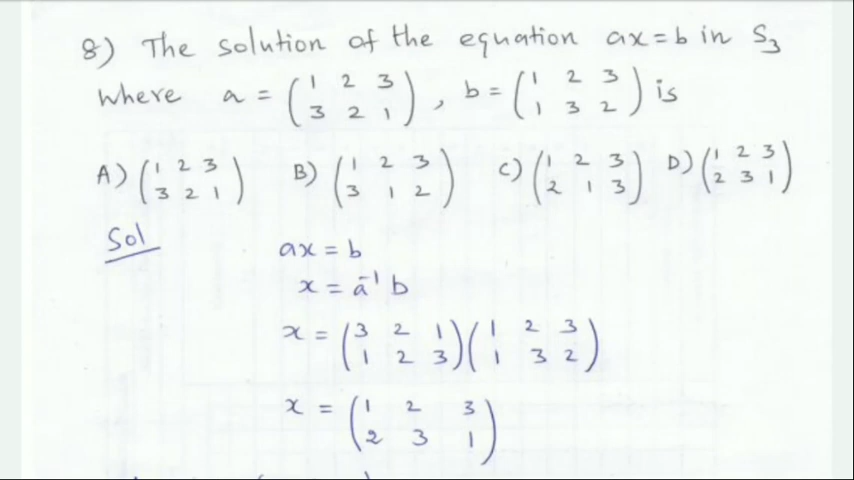 8) The solution of the equation ax = b in S₃
where a = (1 2 3 / 3 2 1), b = (1 2 3 / 1 3 2) is
A) (1 2 3 / 3 2 1) B) (1 2 3 / 3 1 2) C) (1 2 3 / 2 1 3) D) (1 2 3 / 2 3 1)
Sol
ax = b
x = a⁻¹ b
x = (3 2 1 / 1 2 3) (1 2 3 / 1 3 2)
x = (1 2 3 / 2 3 1)